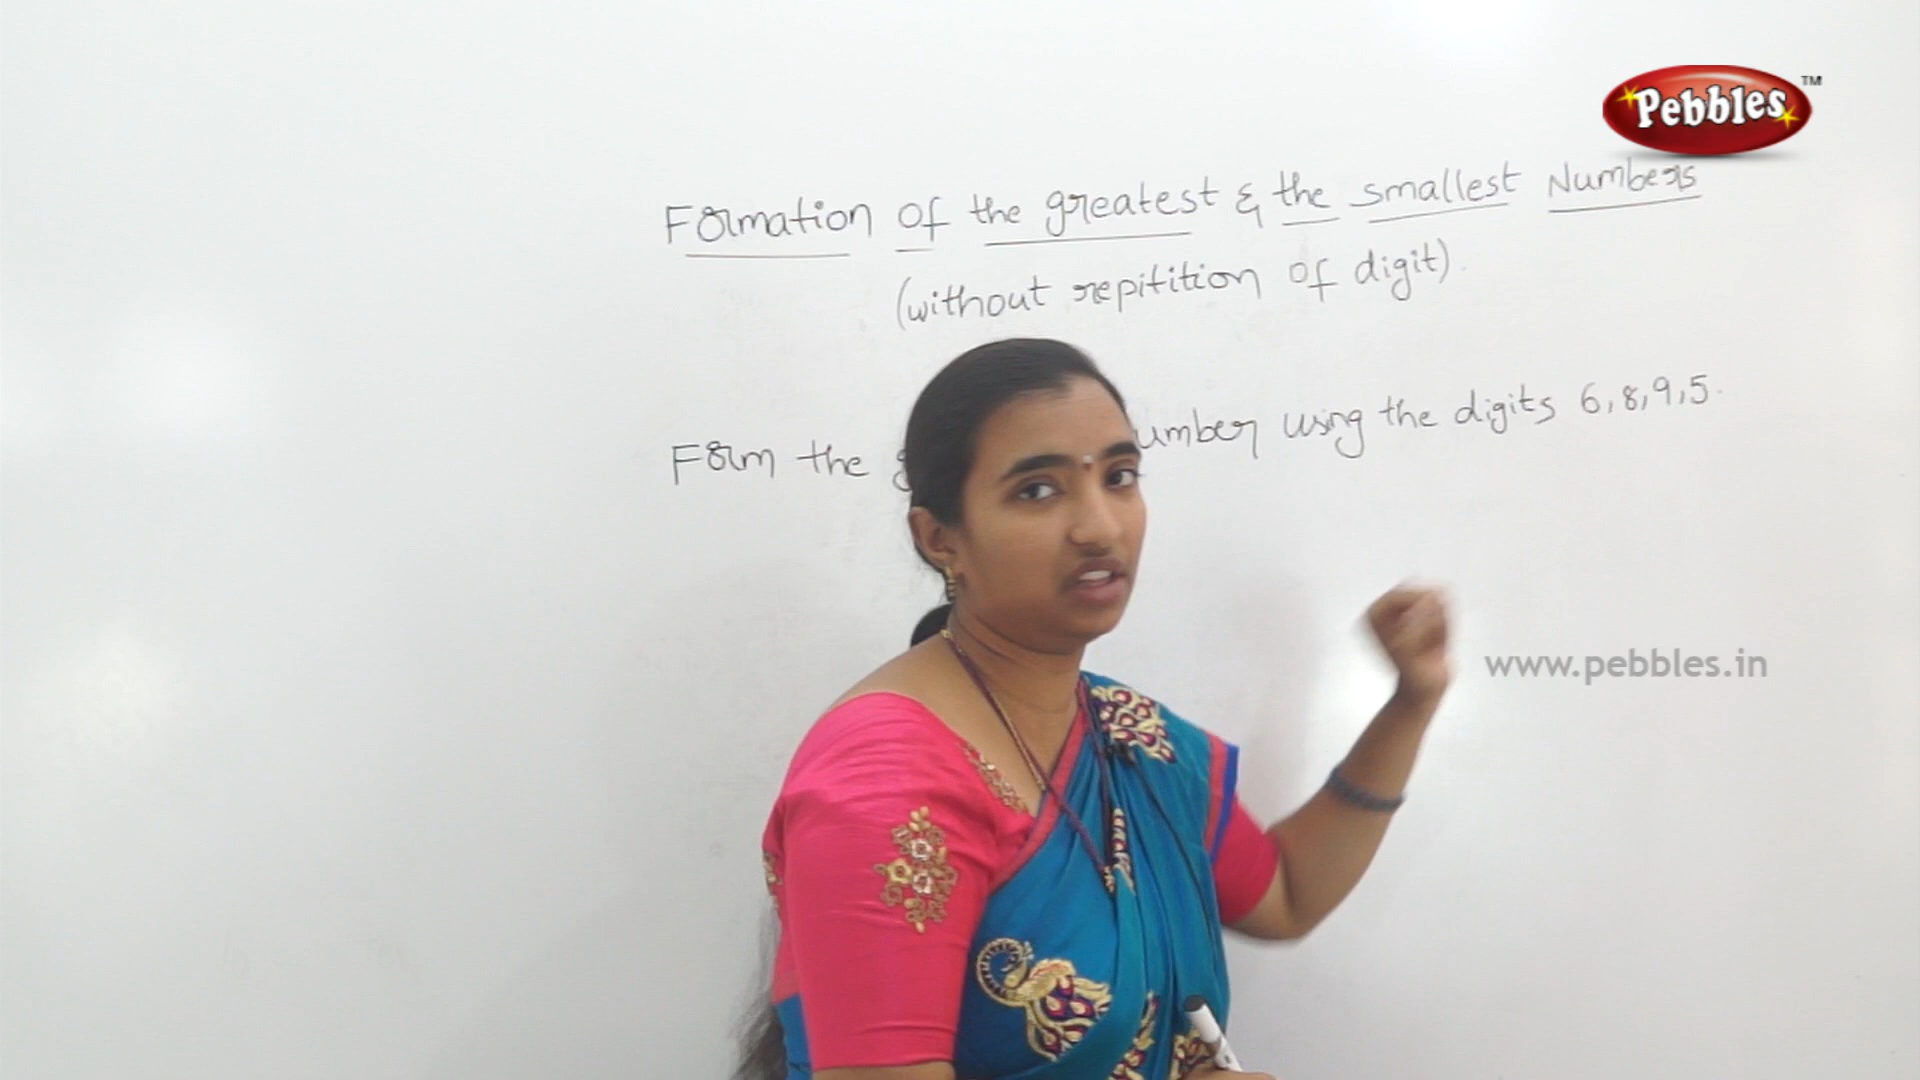 Pebbles TM
Formation of the greatest & the smallest Numbers
(without repitition of digit).
Form the using the digits 6,8,9,5.
www.pebbles.in